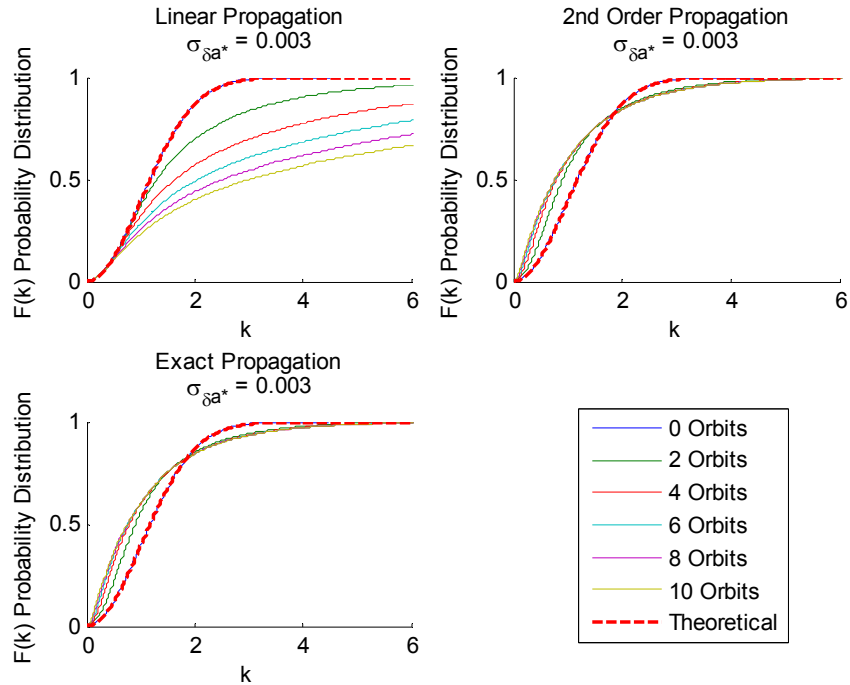 Linear Propagation
σδa* = 0.003
F(k) Probability Distribution
1
0.5
0
0 2 4 6
k
2nd Order Propagation
σδa* = 0.003
F(k) Probability Distribution
1
0.5
0
0 2 4 6
k
Exact Propagation
σδa* = 0.003
F(k) Probability Distribution
1
0.5
0
0 2 4 6
k
0 Orbits
2 Orbits
4 Orbits
6 Orbits
8 Orbits
10 Orbits
Theoretical